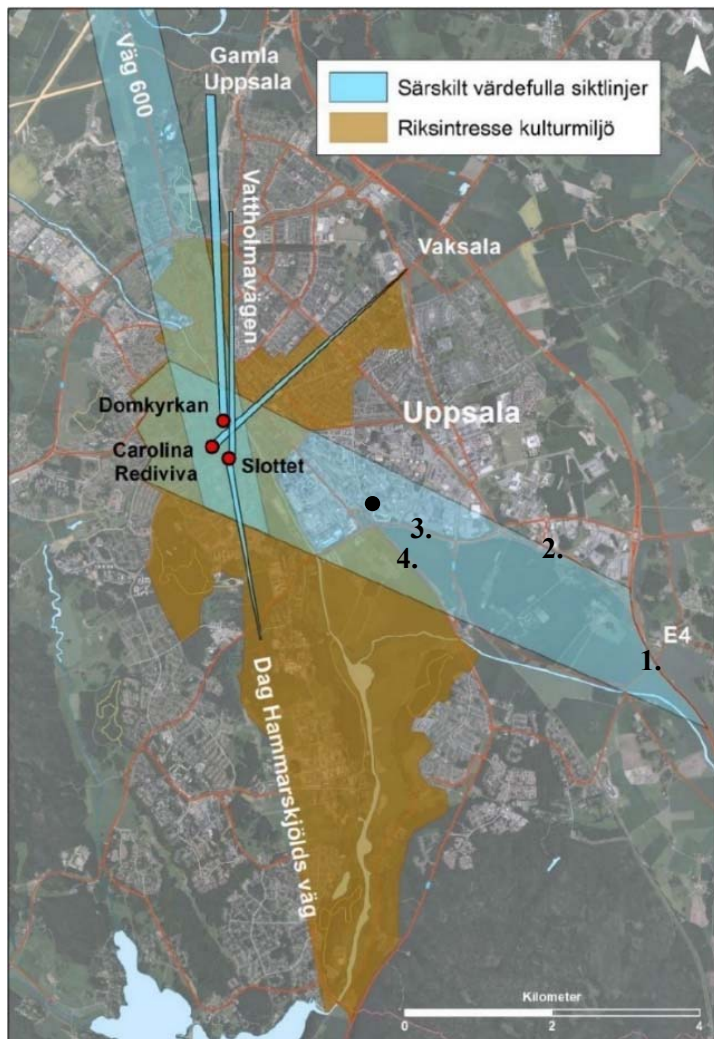 Väg 600
Gamla
Uppsala
Särskilt värdefulla siktlinjer
Riksintresse kulturmiljö
Vattholmavägen
Vaksala
Domkyrkan
Uppsala
Carolina
Rediviva
Slottet
3.
2.
4.
E4
1.
Dag Hammarskjölds väg
Kilometer
0
2
4